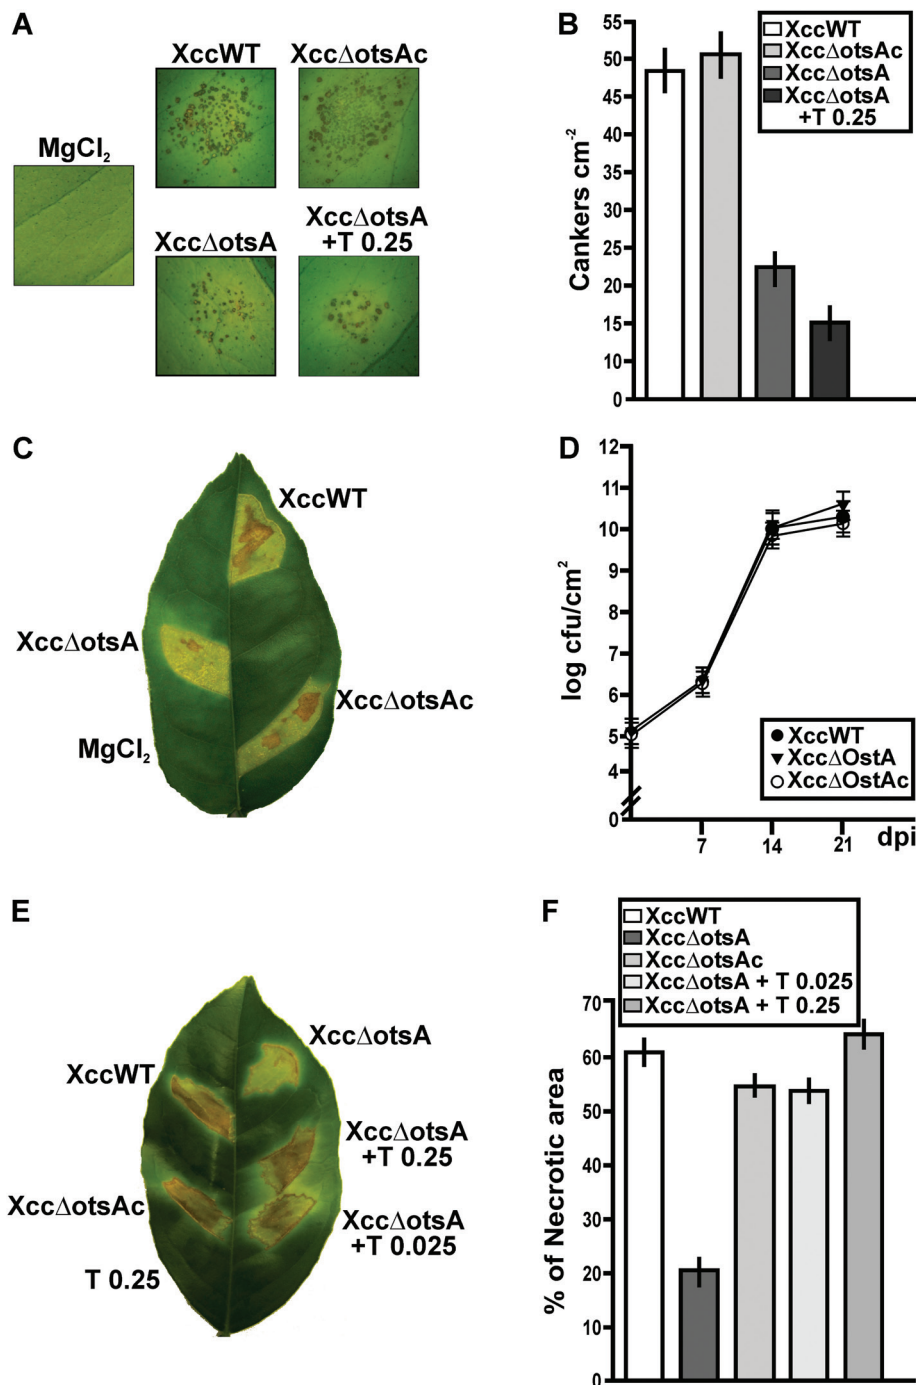 A
MgCl₂
XccWT
XccΔotsAc
XccΔotsA
XccΔotsA
+T 0.25
B
Cankers cm⁻²
55
50
45
40
35
30
25
20
15
10
0
XccWT
XccΔotsAc
XccΔotsA
XccΔotsA
+T 0.25
C
XccWT
XccΔotsA
XccΔotsAc
MgCl₂
D
log cfu/cm²
12
11
10
9
8
7
6
5
4
0
7
14
21
dpi
XccWT
XccΔOstA
XccΔOstAc
E
XccΔotsA
XccWT
XccΔotsA
+T 0.25
XccΔotsAc
XccΔotsA
+T 0.025
T 0.25
F
XccWT
XccΔotsA
XccΔotsAc
XccΔotsA + T 0.025
XccΔotsA + T 0.25
% of Necrotic area
70
60
50
40
30
20
10
0